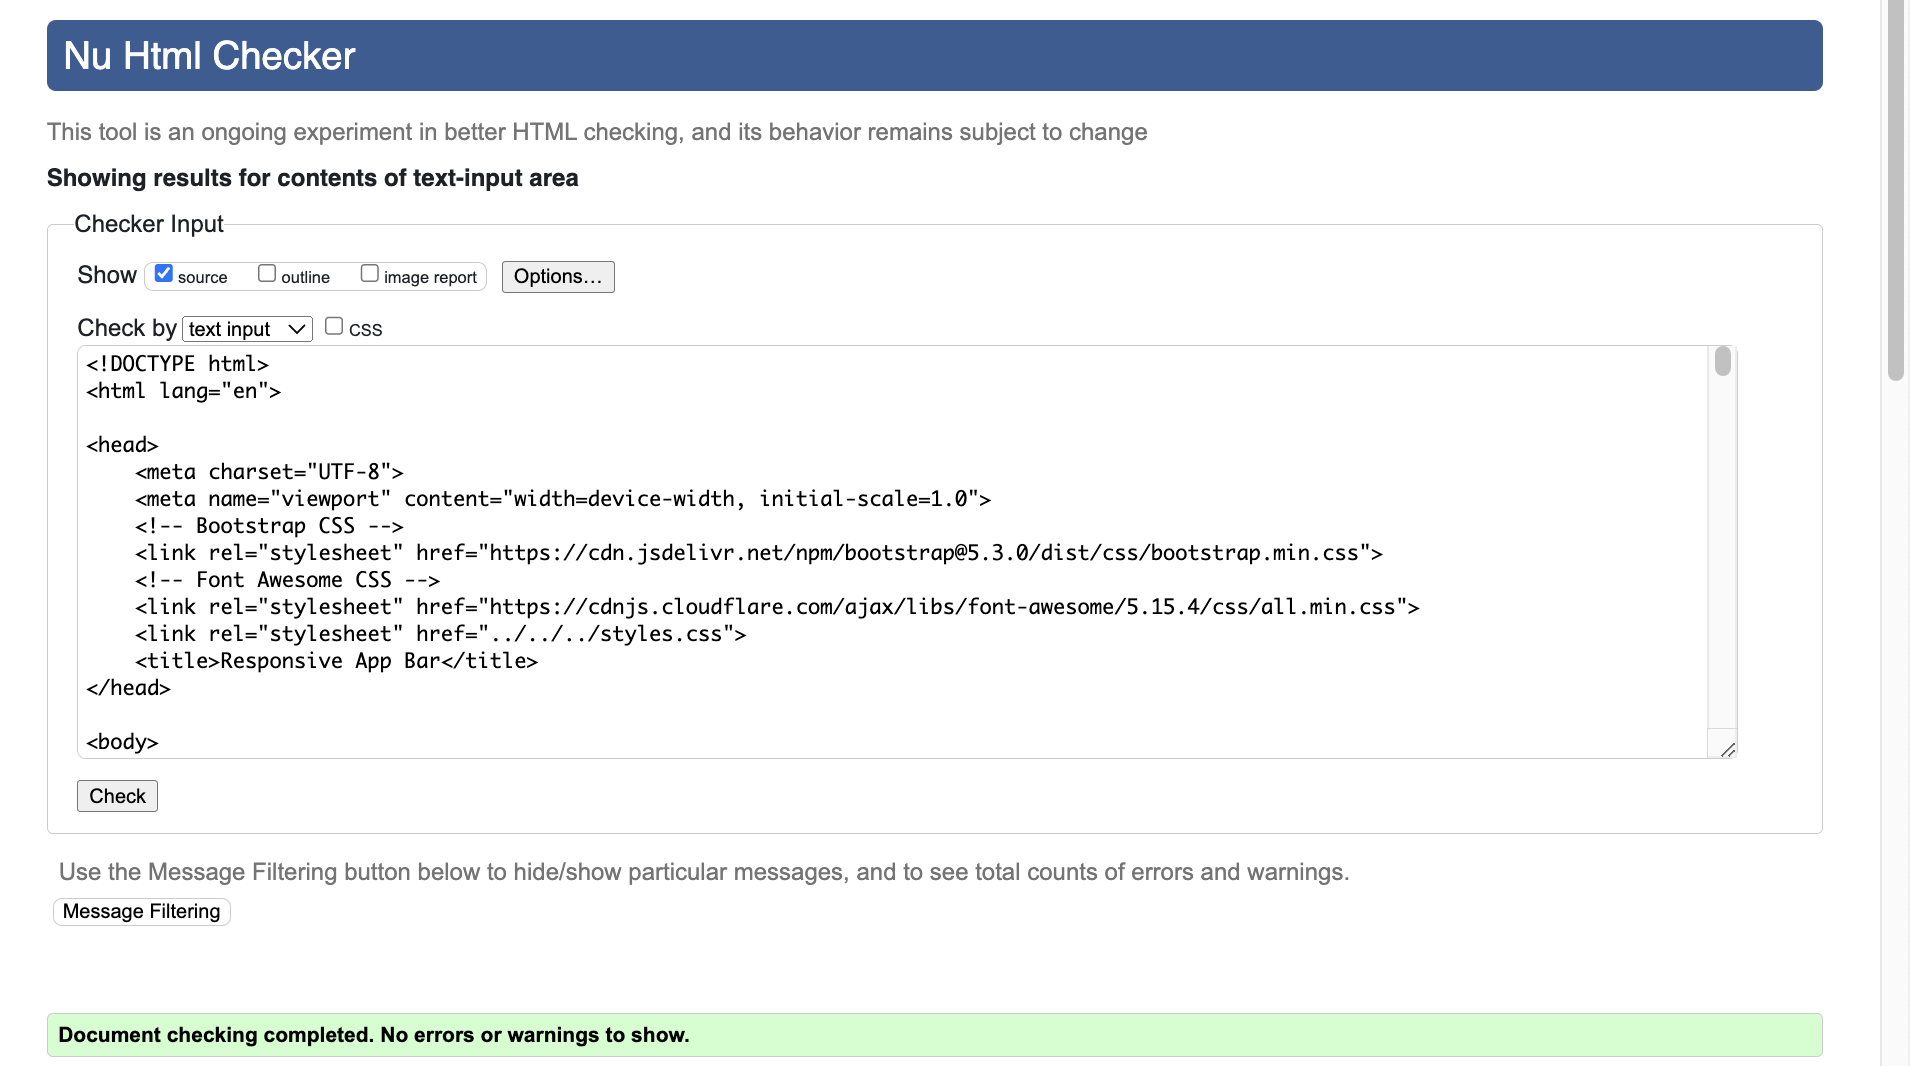 Nu Html Checker
This tool is an ongoing experiment in better HTML checking, and its behavior remains subject to change
Showing results for contents of text-input area
Checker Input
Show source outline image report Options...
Check by text input CSS
<!DOCTYPE html>
<html lang="en">
<head>
    <meta charset="UTF-8">
    <meta name="viewport" content="width=device-width, initial-scale=1.0">
    <!-- Bootstrap CSS -->
    <link rel="stylesheet" href="https://cdn.jsdelivr.net/npm/bootstrap@5.3.0/dist/css/bootstrap.min.css">
    <!-- Font Awesome CSS -->
    <link rel="stylesheet" href="https://cdnjs.cloudflare.com/ajax/libs/font-awesome/5.15.4/css/all.min.css">
    <link rel="stylesheet" href="../../../styles.css">
    <title>Responsive App Bar</title>
</head>
<body>
Check
Use the Message Filtering button below to hide/show particular messages, and to see total counts of errors and warnings.
Message Filtering
Document checking completed. No errors or warnings to show.